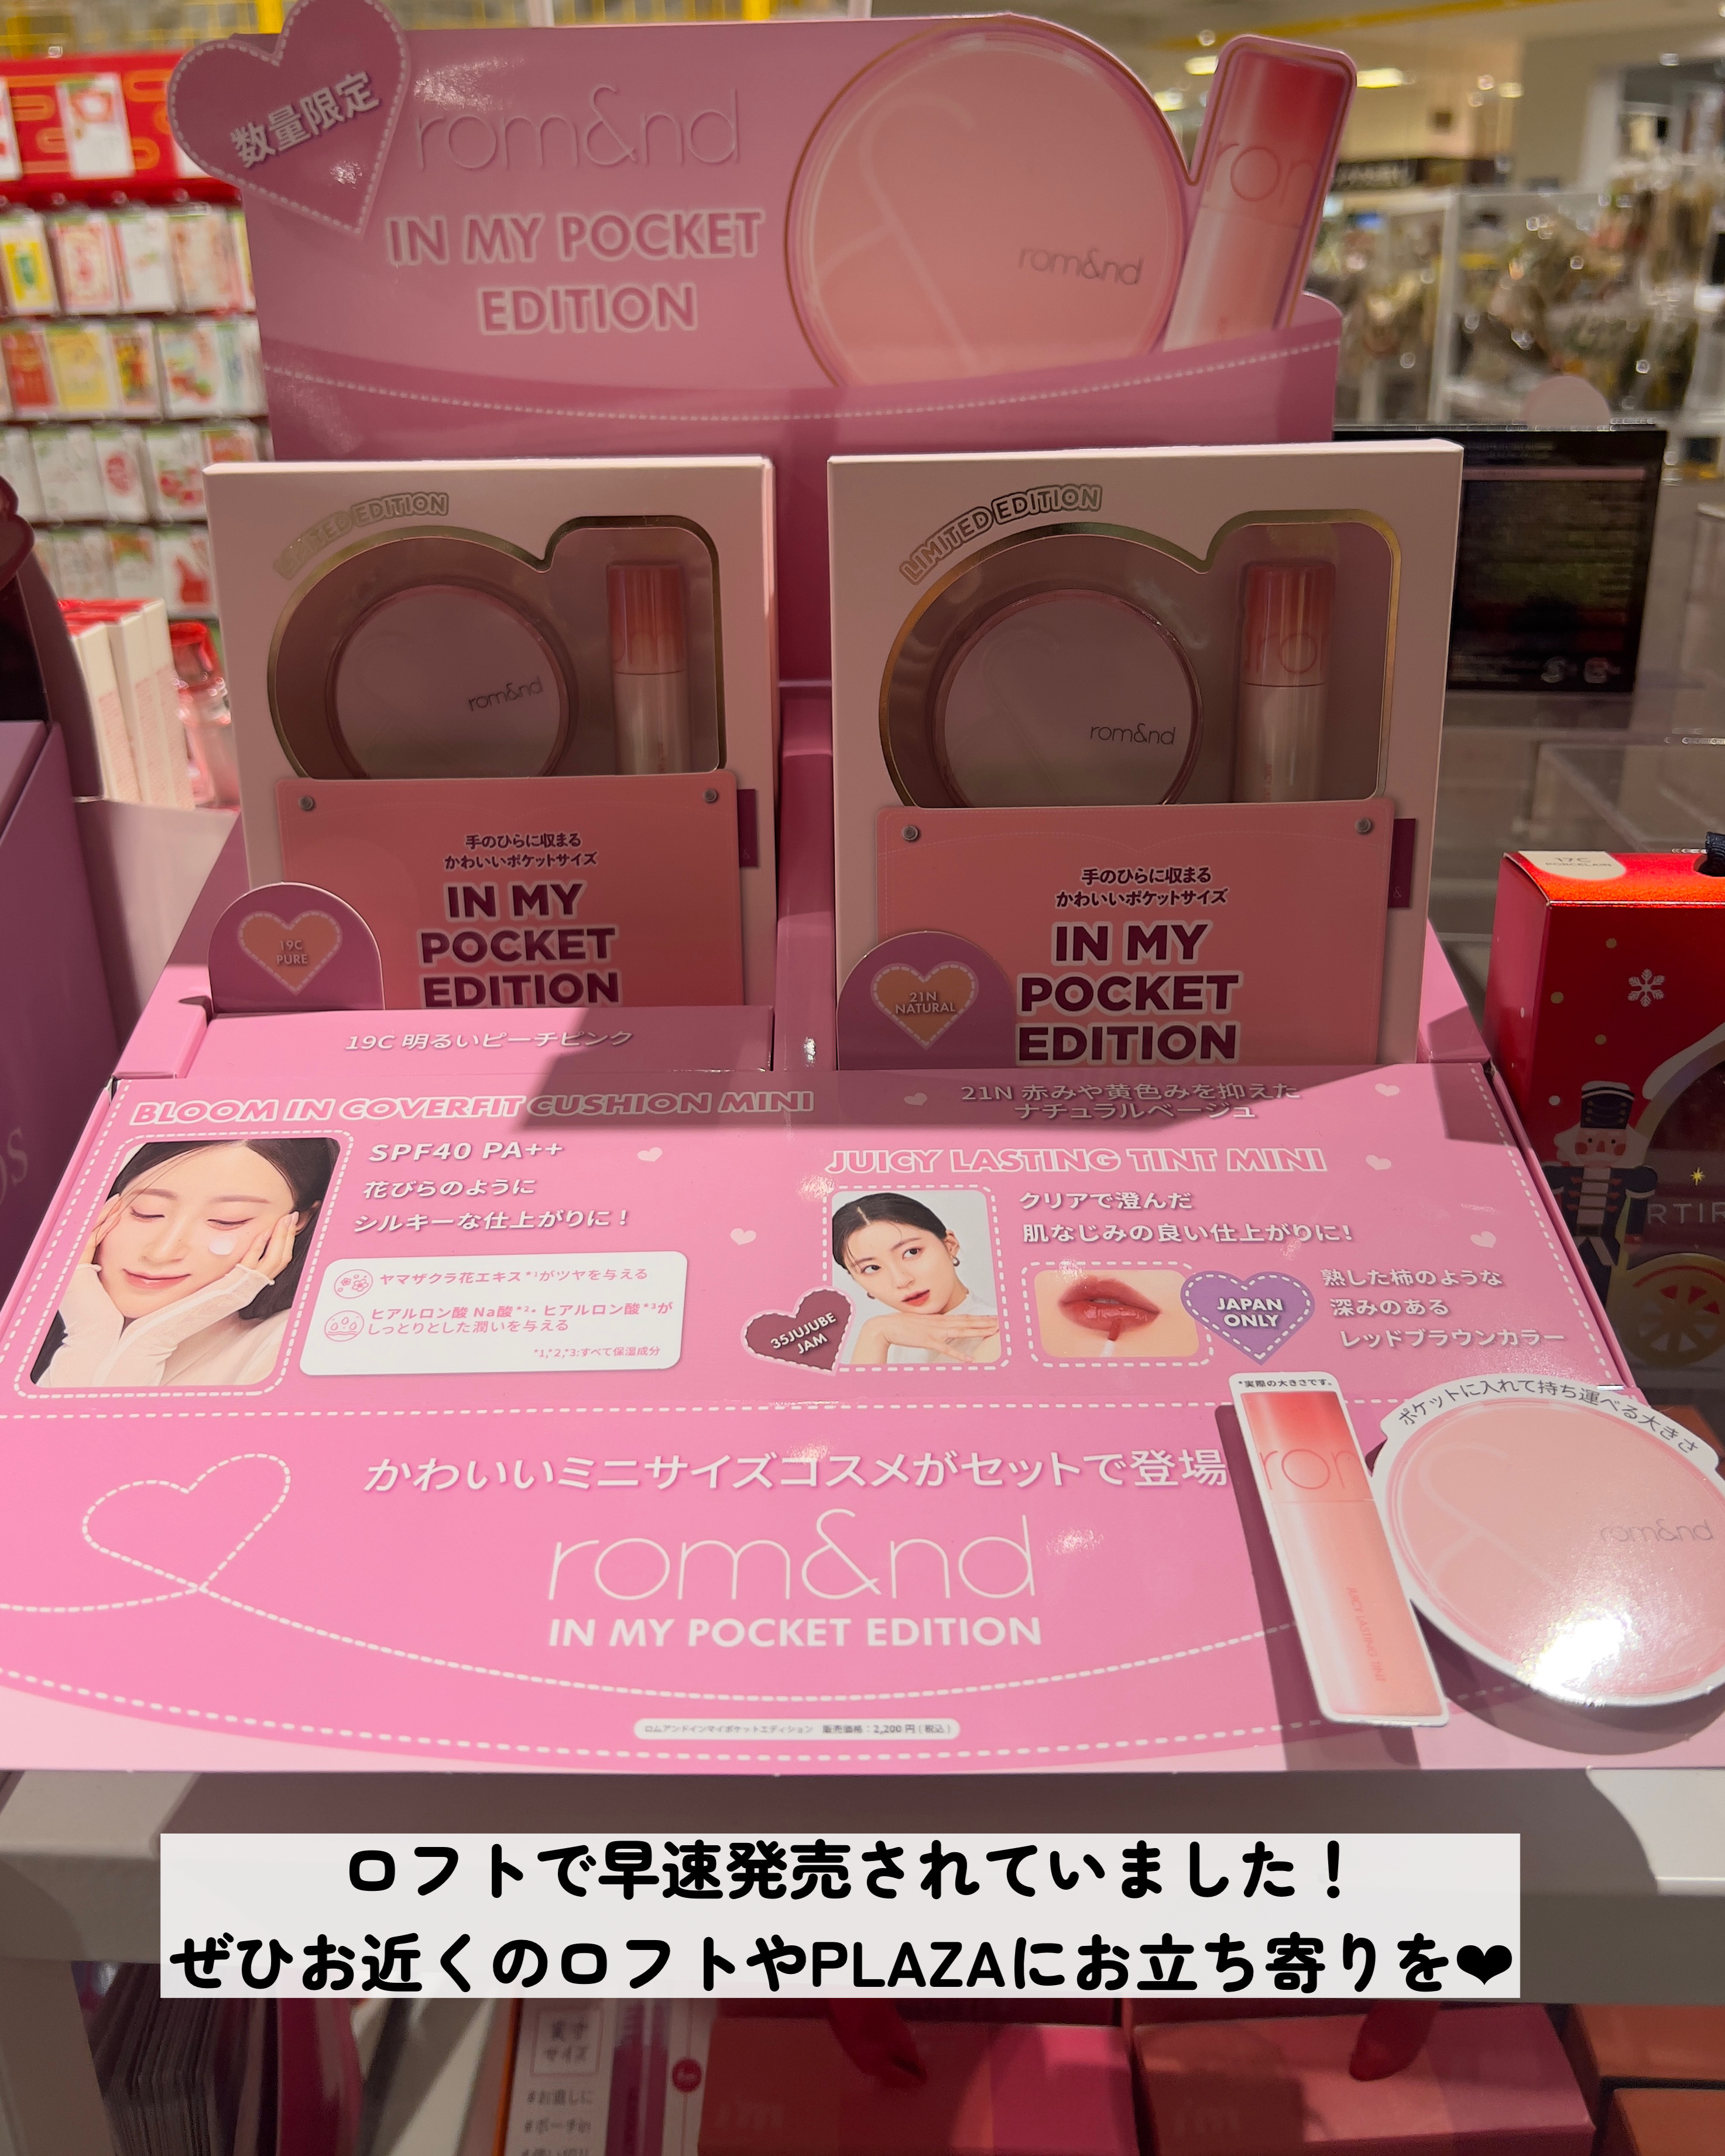 数量限定
rom&nd
IN MY POCKET
EDITION
rom&nd
LIMITED EDITION
rom&nd
手のひらに収まる
かわいいポケットサイズ
IN MY
POCKET
EDITION
19C
PURE
19C 明るいピーチピンク
LIMITED EDITION
rom&nd
手のひらに収まる
かわいいポケットサイズ
IN MY
POCKET
EDITION
21N
NATURAL
21N 赤みや黄色みを抑えた
ナチュラルベージュ
BLOOM IN COVERFIT CUSHION MINI
SPF40 PA++
花びらのように
シルキーな仕上がりに！
ヤマザクラ花エキス*1がツヤを与える
ヒアルロン酸 Na酸*2・ヒアルロン酸*3が
しっとりとした潤いを与える
*1,*2,*3:すべて保湿成分
JUICY LASTING TINT MINI
クリアで澄んだ
肌なじみの良い仕上がりに！
35JUJUBE
JAM
JAPAN
ONLY
熟した柿のような
深みのある
レッドブラウンカラー
*実際の大きさです。
ポケットに入れて持ち運べる大きさ
rom&nd
JUICY LASTING TINT
かわいいミニサイズコスメがセットで登場
rom&nd
IN MY POCKET EDITION
ロムアンドインマイポケットエディション 販売価格：2,200円(税込)
ロフトで早速発売されていました！
ぜひお近くのロフトやPLAZAにお立ち寄りを❤
実寸
サイズ